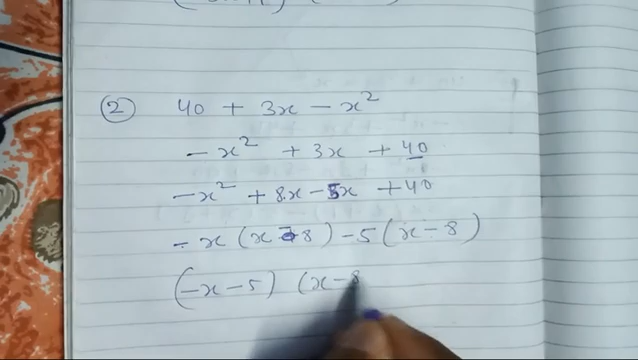 ② 40 + 3x - x²
- x² + 3x + 40
- x² + 8x - 5x + 40
- x (x - 8) - 5 (x - 8)
(-x - 5) (x - 8